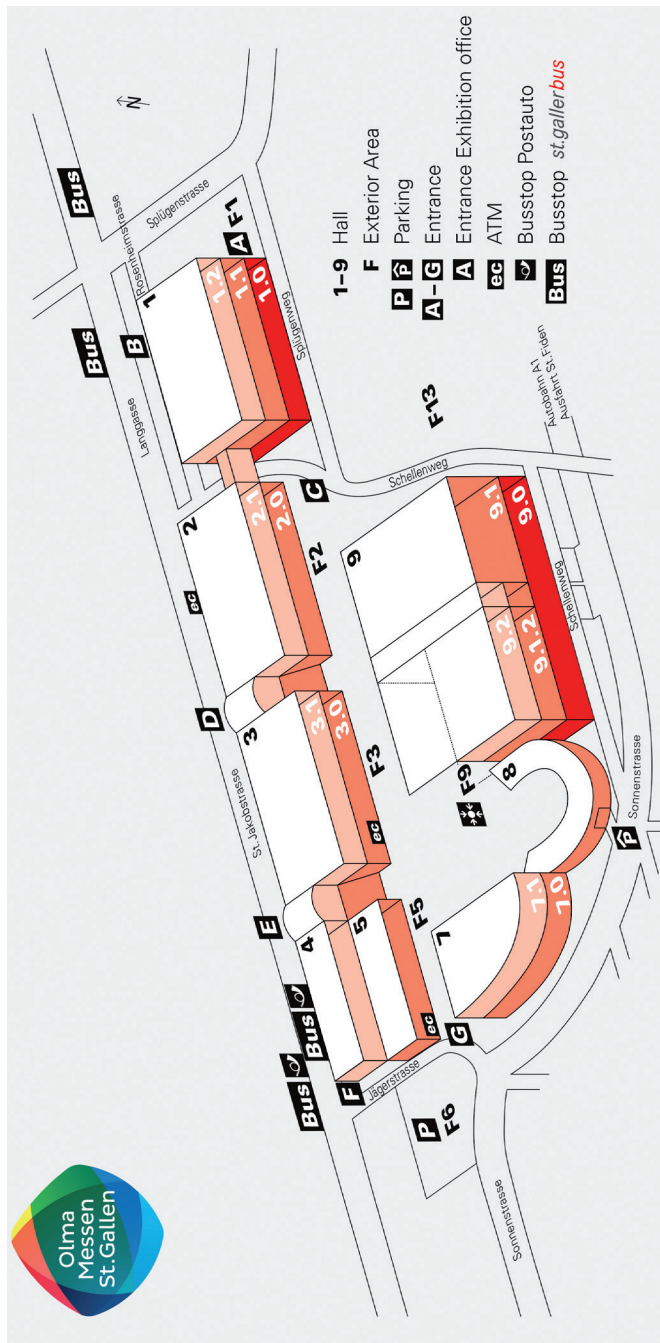 Olma
Messen
St.Gallen
Bus
Bus
F
Jägerstrasse
P
F6
Sonnenstrasse
E
4
5
ec
F5
G
7
7.1
7.0
St.Jakobstrasse
D
3
3.1
3.0
ec
F3
F9
8
P
Sonnenstrasse
ec
2
2.1
2.0
F2
C
9
9.2
9.1.2
9.1
9.0
Schellenweg
Schellenweg
Autobahn A1
Ausfahrt St.Fiden
F13
Langgasse
B
Bus
Bus
Rosenheimstrasse
Splügenstrasse
1
1.2
1.1
1.0
A
F1
Splügenweg
N
1–9 Hall
F Exterior Area
P P Parking
A–G Entrance
A Entrance Exhibition office
ec ATM
Busstop Postauto
Bus Busstop st.gallerbus